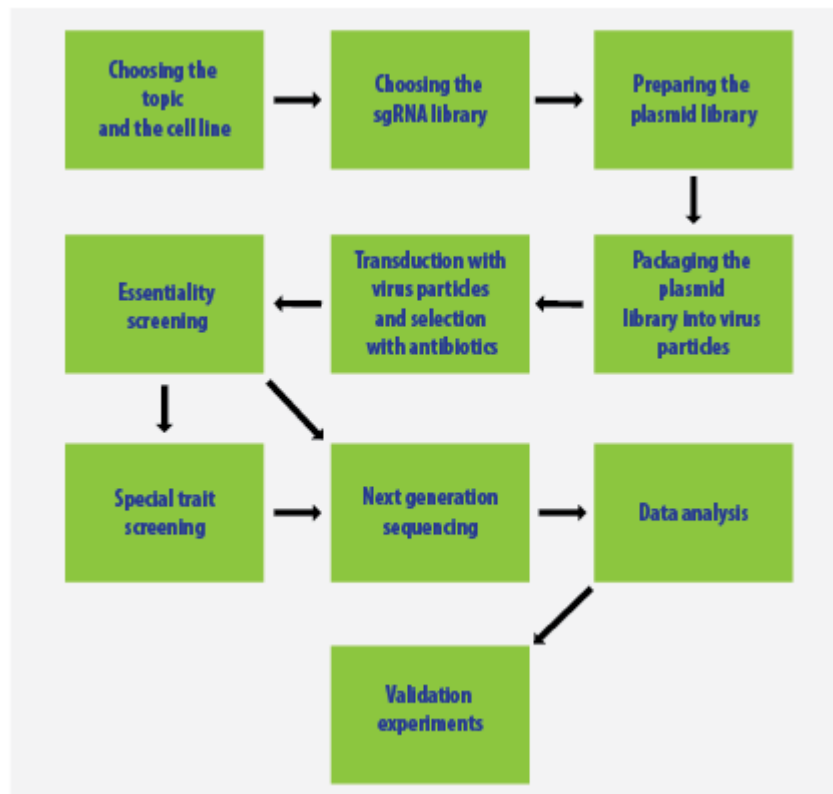 Choosing the
topic
and the cell line
Choosing the
sgRNA library
Preparing the
plasmid library
Packaging the
plasmid
library into virus
particles
Transduction with
virus particles
and selection
with antibiotics
Essentiality
screening
Special trait
screening
Next generation
sequencing
Data analysis
Validation
experiments